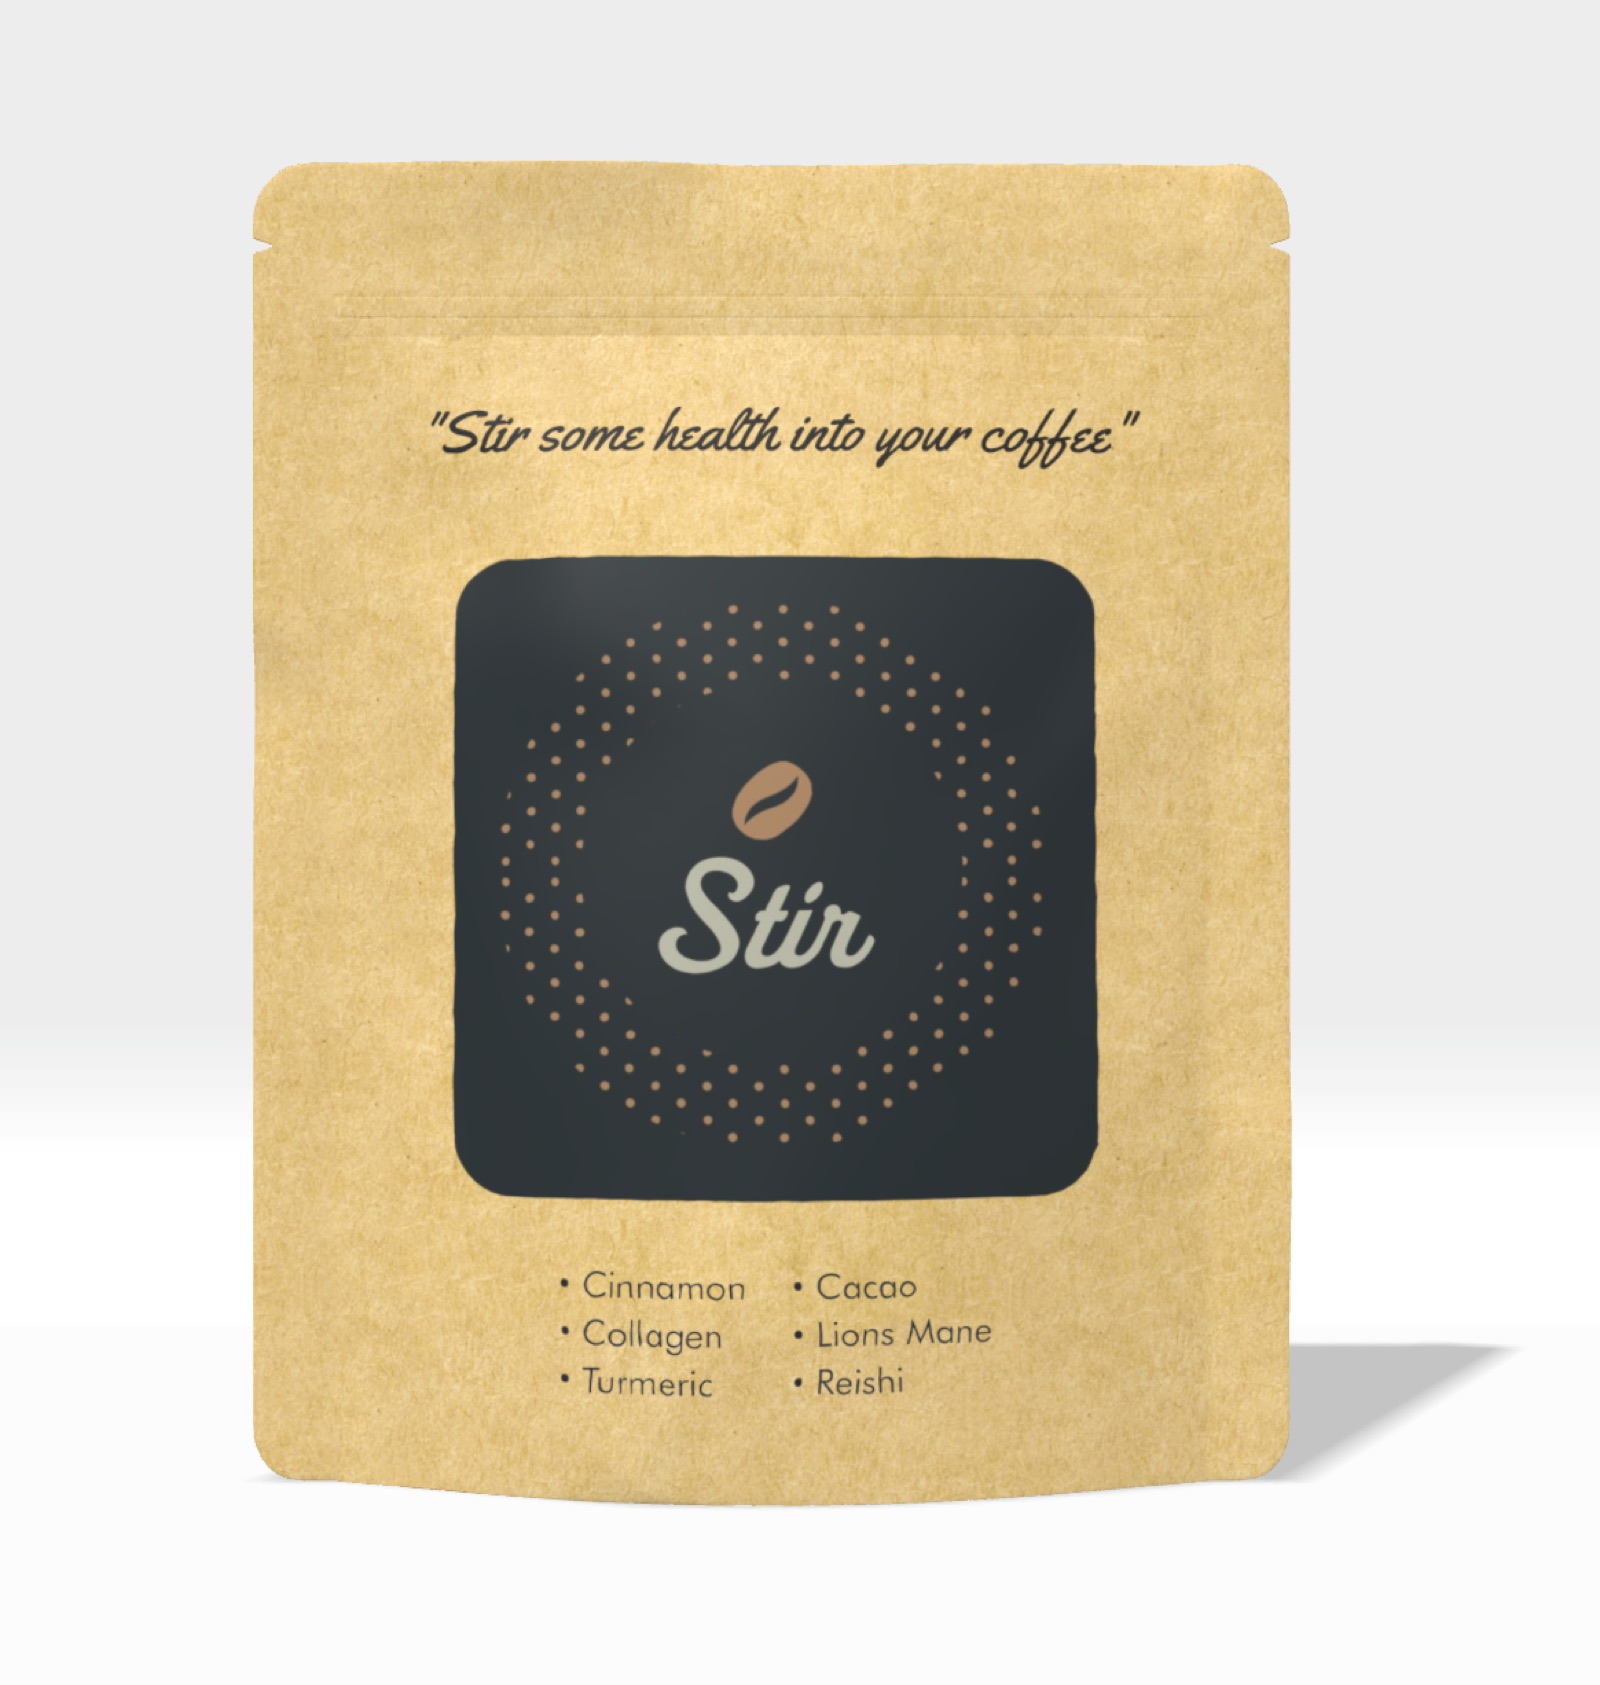 "Stir some health into your coffee"
Stir
• Cinnamon
• Collagen
• Turmeric
• Cacao
• Lions Mane
• Reishi